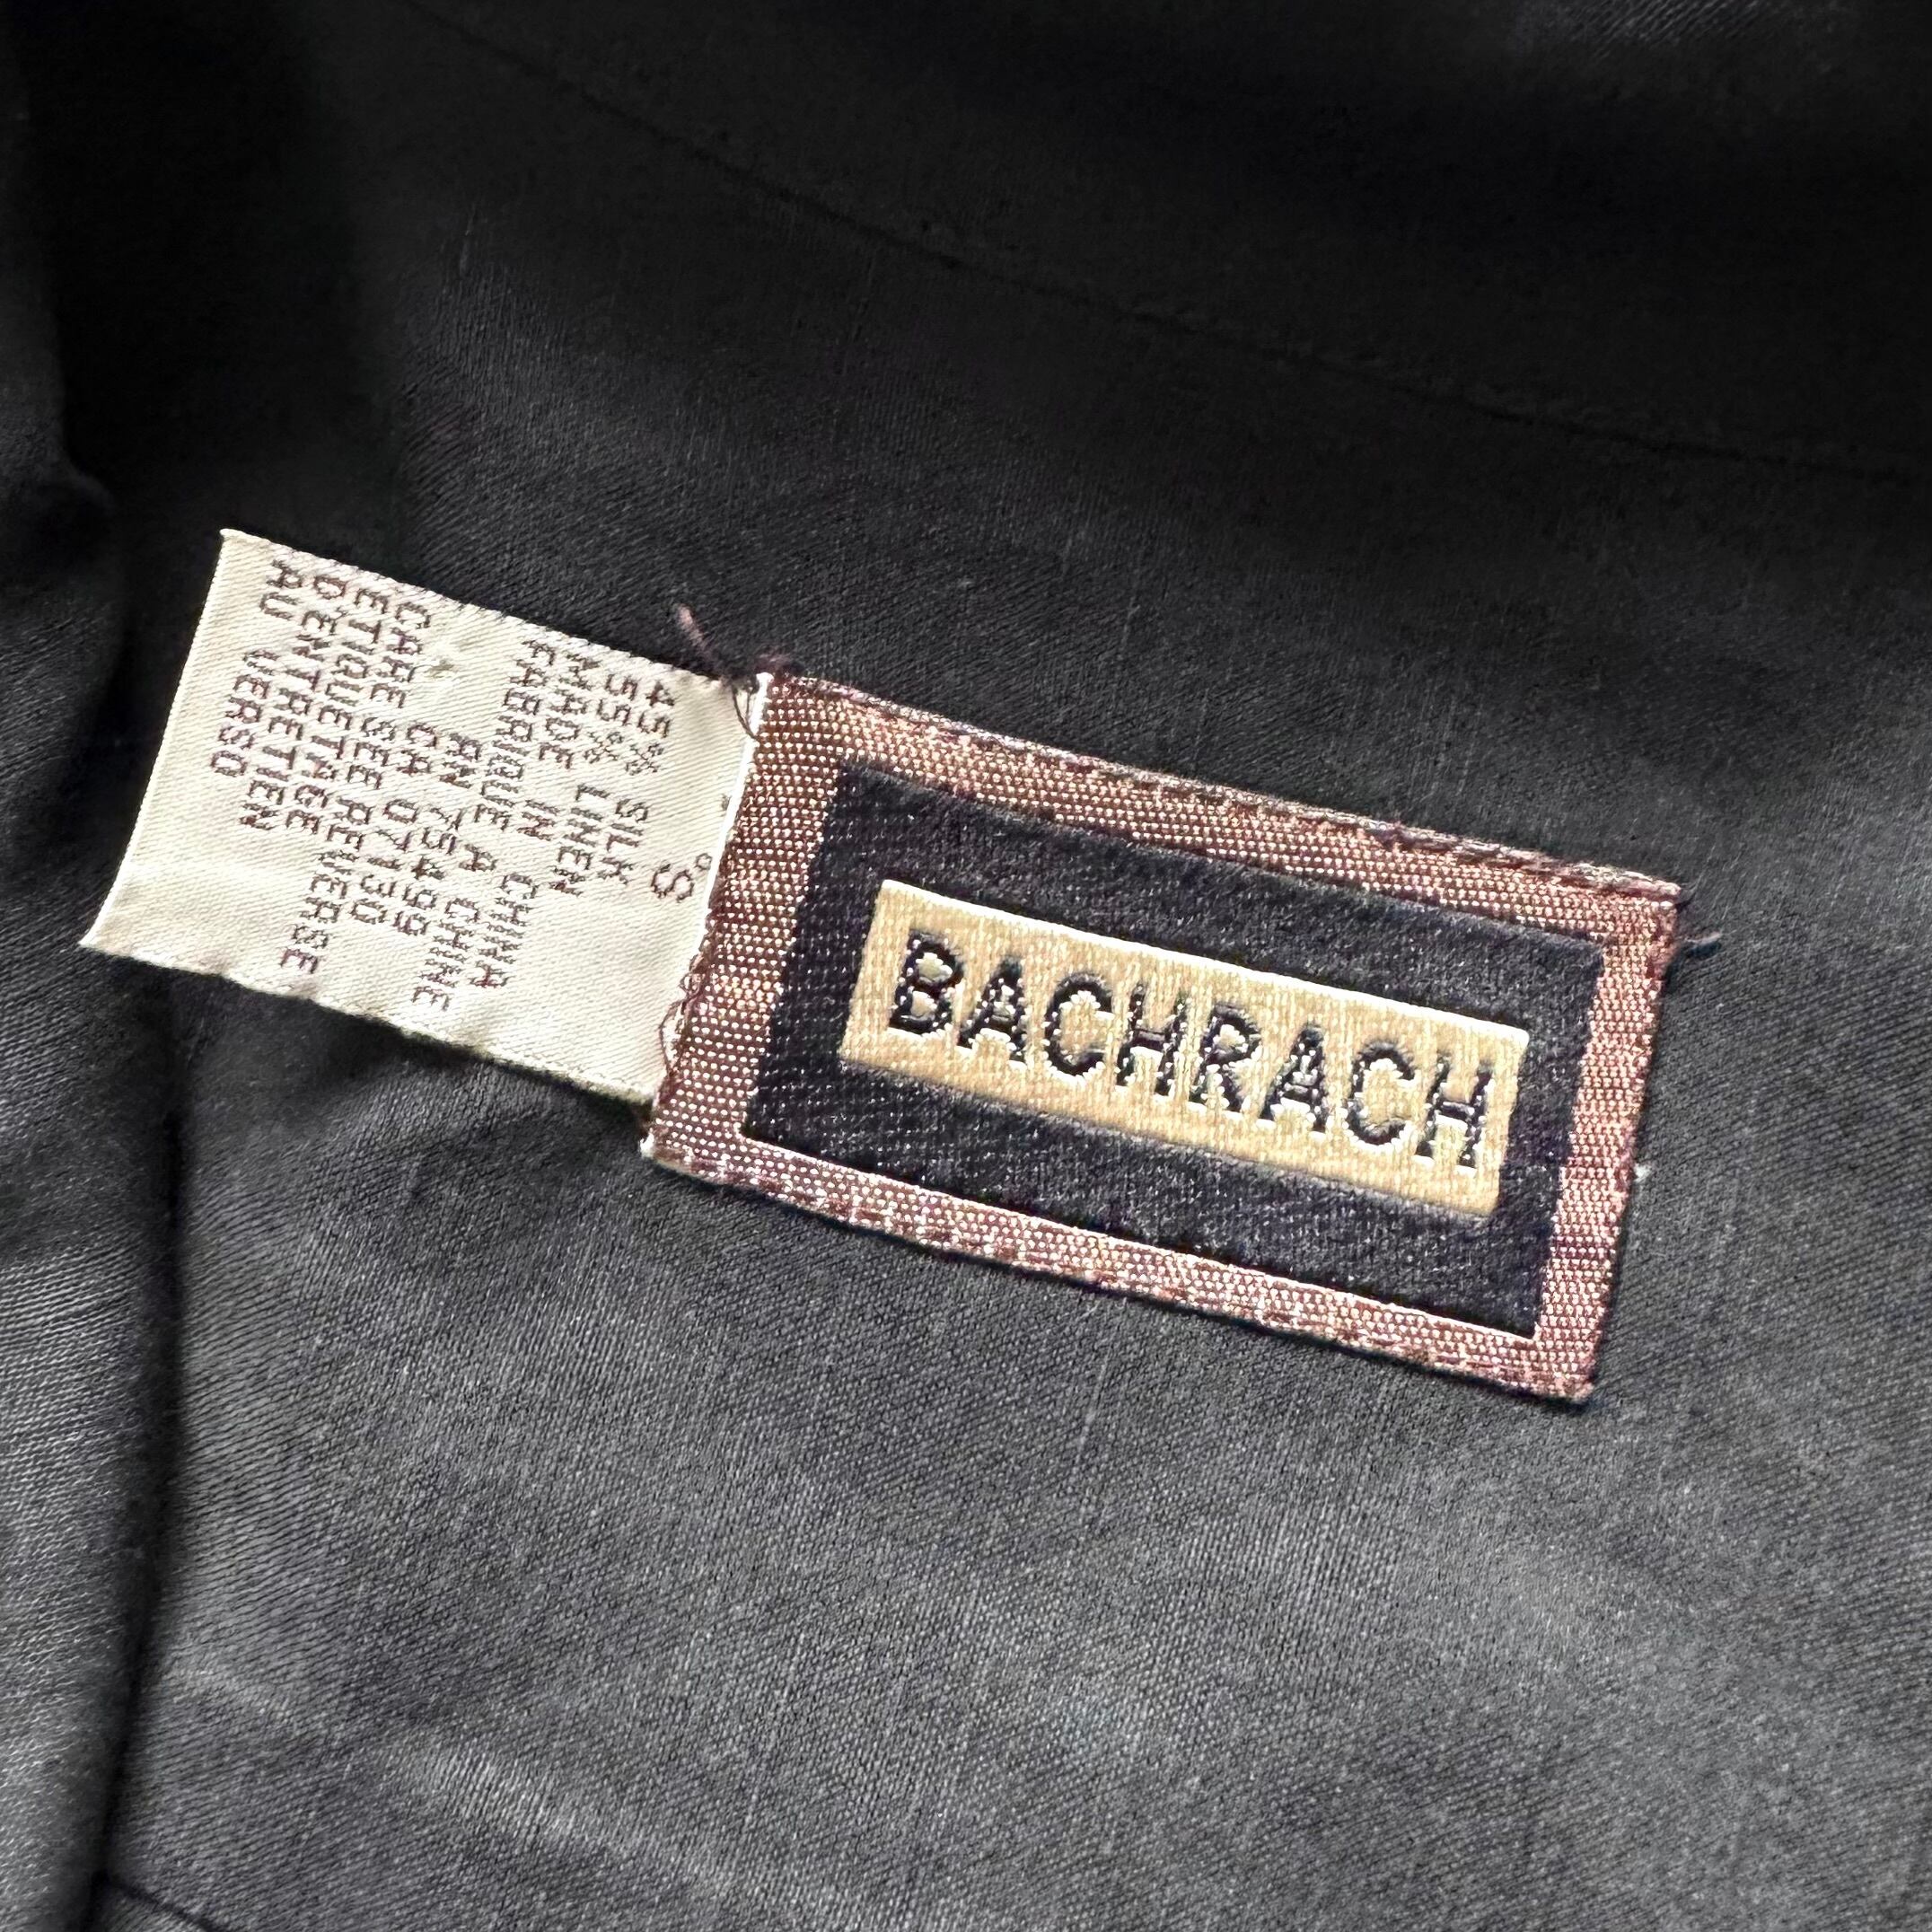 BACHRACH
S
45% SILK
55% LINEN
MADE IN CHINA
FABRIQUE A CHINE
RN 75499
CA 07130
CARE SEE REVERSE
ETIQUETAGE
D'ENTRETIEN
AU VERSO